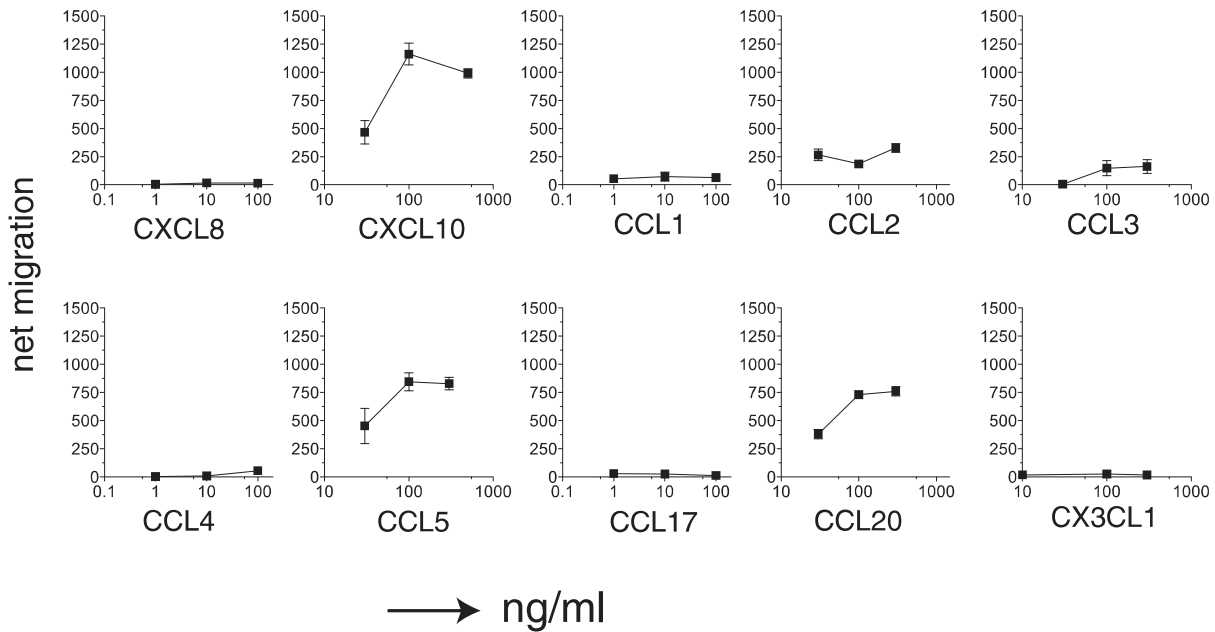 1500 1500 1500 1500 1500
1250 1250 1250 1250 1250
1000 1000 1000 1000 1000
750 750 750 750 750
500 500 500 500 500
250 250 250 250 250
0 0 0 0 0
0.1 1 10 100 10 100 1000 0.1 1 10 100 10 100 1000 10 100 1000
CXCL8 CXCL10 CCL1 CCL2 CCL3
net migration
1500 1500 1500 1500 1500
1250 1250 1250 1250 1250
1000 1000 1000 1000 1000
750 750 750 750 750
500 500 500 500 500
250 250 250 250 250
0 0 0 0 0
0.1 1 10 100 10 100 1000 0.1 1 10 100 10 100 1000 10 100 1000
CCL4 CCL5 CCL17 CCL20 CX3CL1
ng/ml